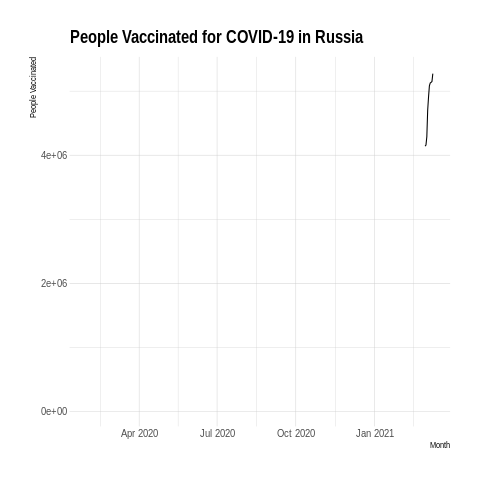 People Vaccinated for COVID-19 in Russia
People Vaccinated
4e+06
2e+06
0e+00
Apr 2020 Jul 2020 Oct 2020 Jan 2021
Month